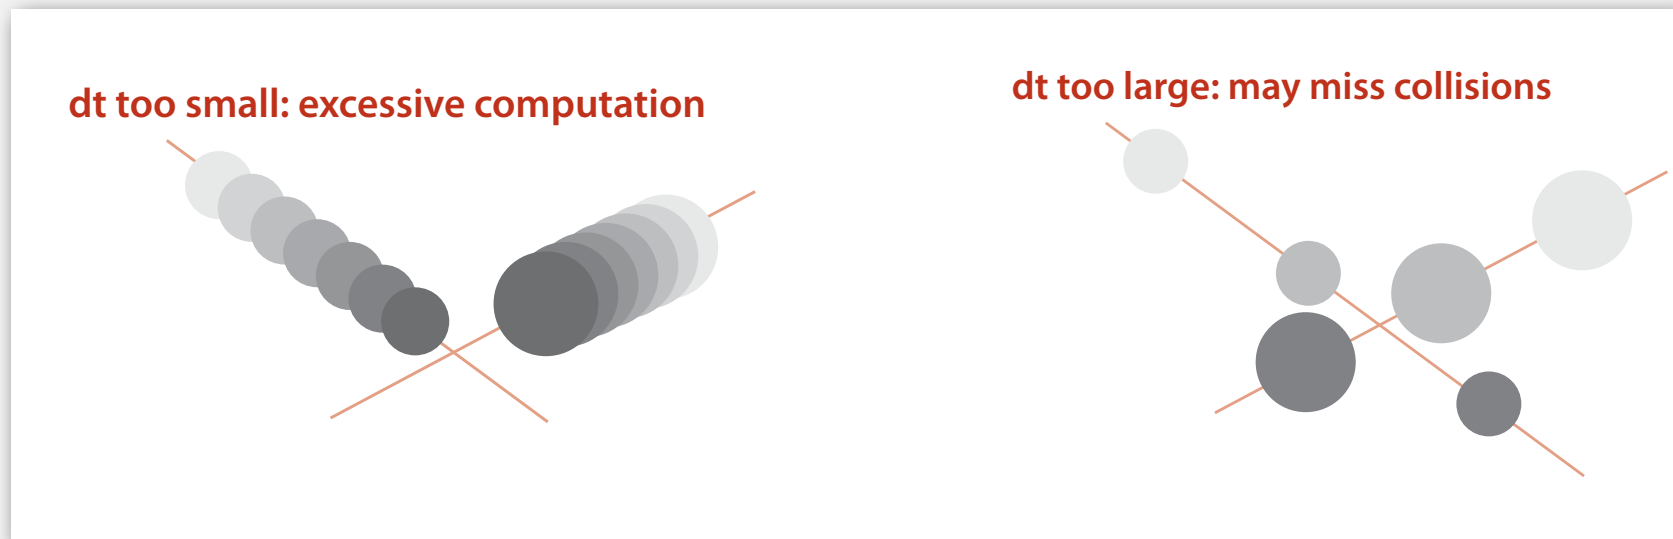 dt too small: excessive computation
dt too large: may miss collisions